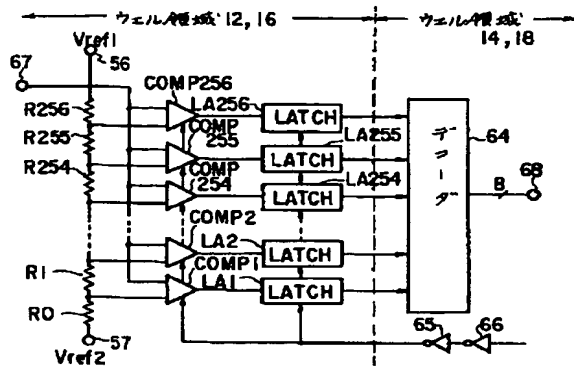 ウェル領域 12,16
ウェル領域
14,18
Vref1
67
56
COMP256
R256
LA256
LATCH
64
R255
COMP
255
LA255
LATCH
R254
COMP
254
LA254
LATCH
デコーダ
8
68
COMP2
LA2
LATCH
R1
COMP1
LA1
LATCH
R0
65
66
57
Vref2